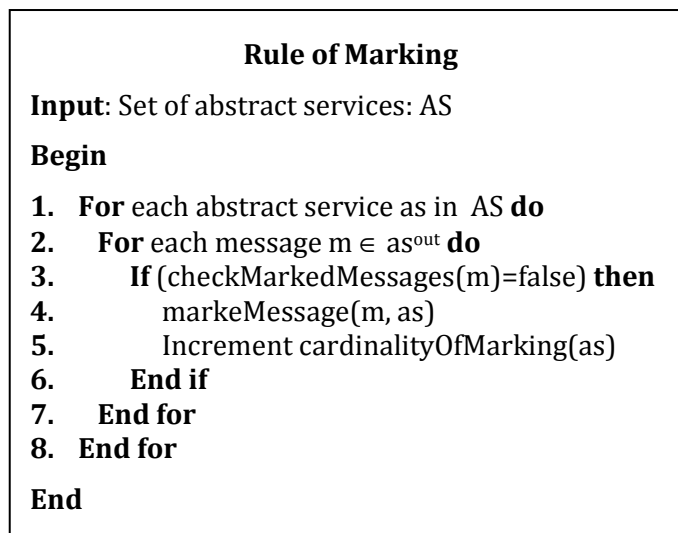 Rule of Marking
Input: Set of abstract services: AS
Begin
1. For each abstract service as in AS do
2. For each message m ∈ as^out do
3. If (checkMarkedMessages(m)=false) then
4. markeMessage(m, as)
5. Increment cardinalityOfMarking(as)
6. End if
7. End for
8. End for
End